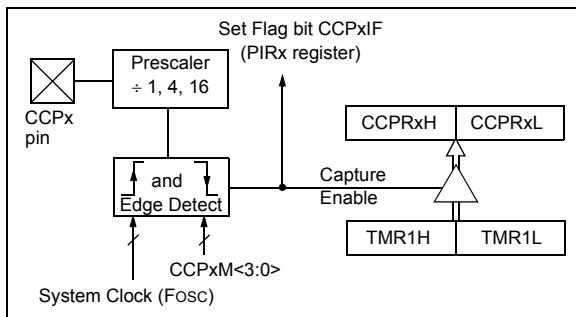 Set Flag bit CCPxIF
(PIRx register)
Prescaler
÷ 1, 4, 16
CCPx
pin
CCPRxH
CCPRxL
and
Edge Detect
Capture
Enable
TMR1H
TMR1L
CCPxM<3:0>
System Clock (FOSC)